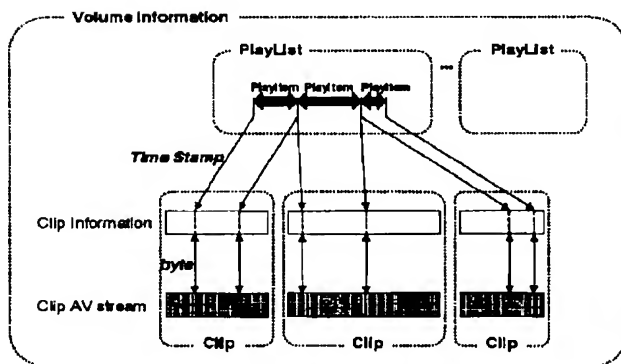 Volume Information
PlayList PlayList
PlayItem PlayItem PlayItem
...
Time Stamp
Clip Information
byte
Clip AV stream
Clip Clip Clip